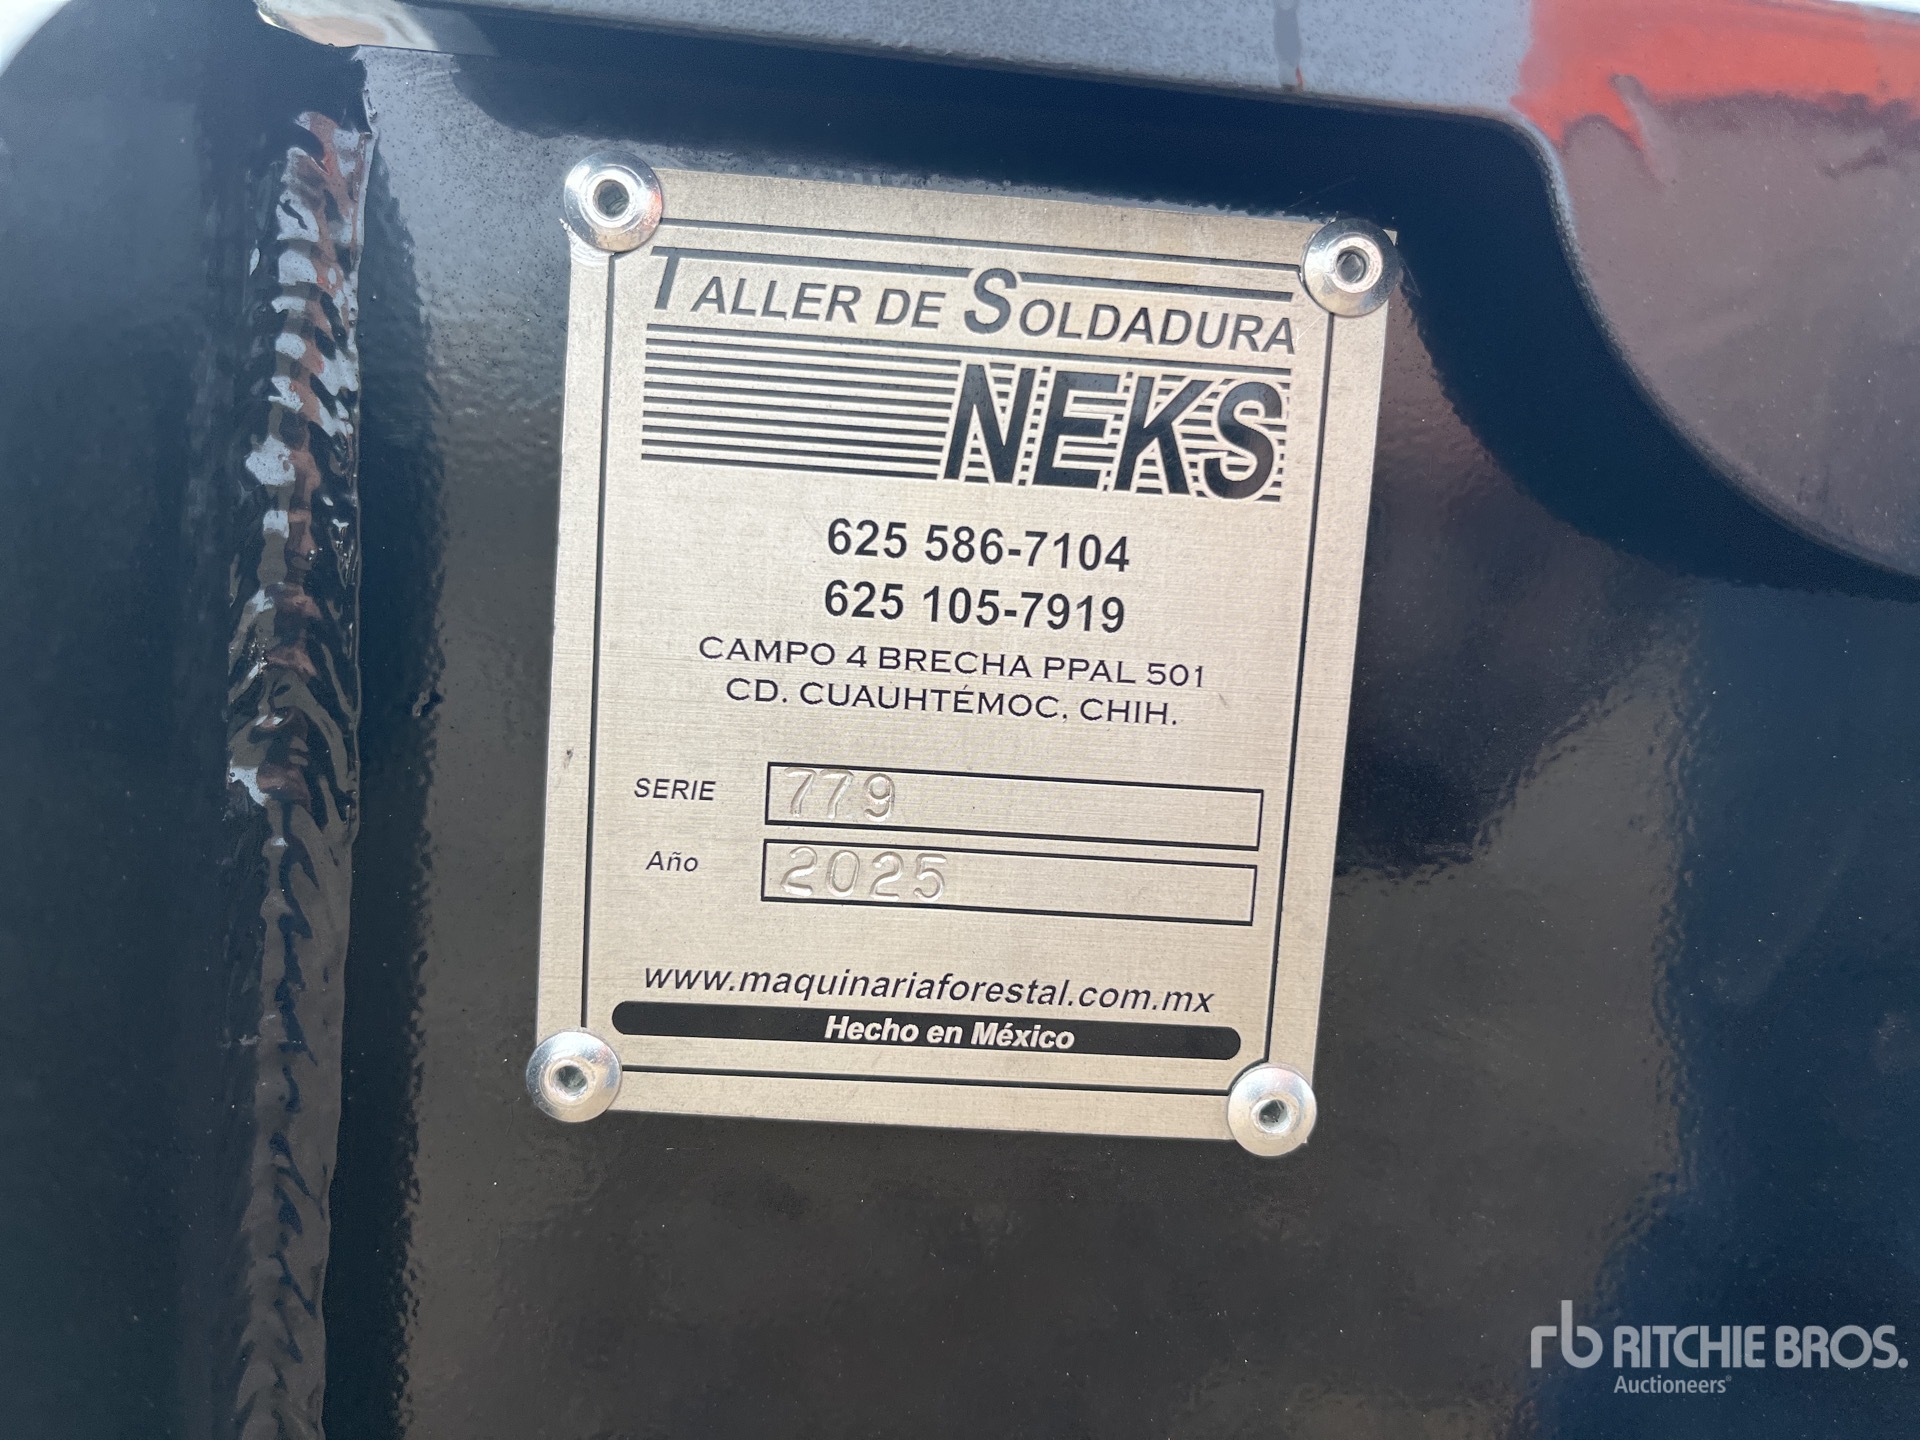 TALLER DE SOLDADURA
NEKS
625 586-7104
625 105-7919
CAMPO 4 BRECHA PPAL 501
CD. CUAUHTÉMOC, CHIH.
SERIE 779
Año 2025
www.maquinariaforestal.com.mx
Hecho en México
rb RITCHIE BROS.
Auctioneers